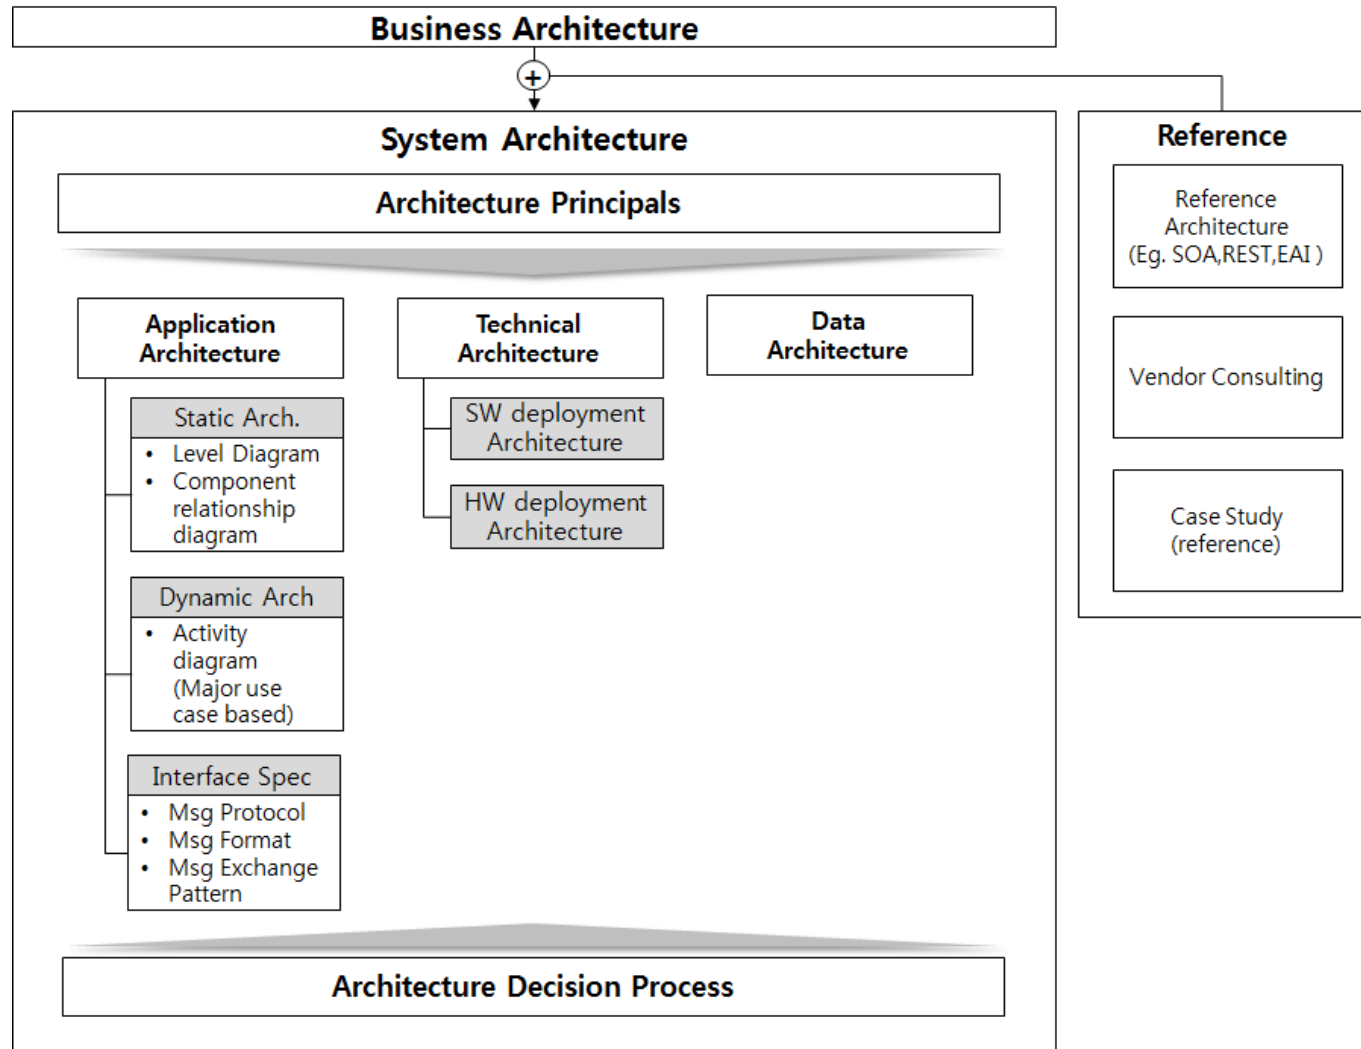 Business Architecture
+
System Architecture
Architecture Principals
Application
Architecture
Static Arch.
• Level Diagram
• Component
relationship
diagram
Dynamic Arch
• Activity
diagram
(Major use
case based)
Interface Spec
• Msg Protocol
• Msg Format
• Msg Exchange
Pattern
Technical
Architecture
SW deployment
Architecture
HW deployment
Architecture
Data
Architecture
Architecture Decision Process
Reference
Reference
Architecture
(Eg. SOA,REST,EAI )
Vendor Consulting
Case Study
(reference)